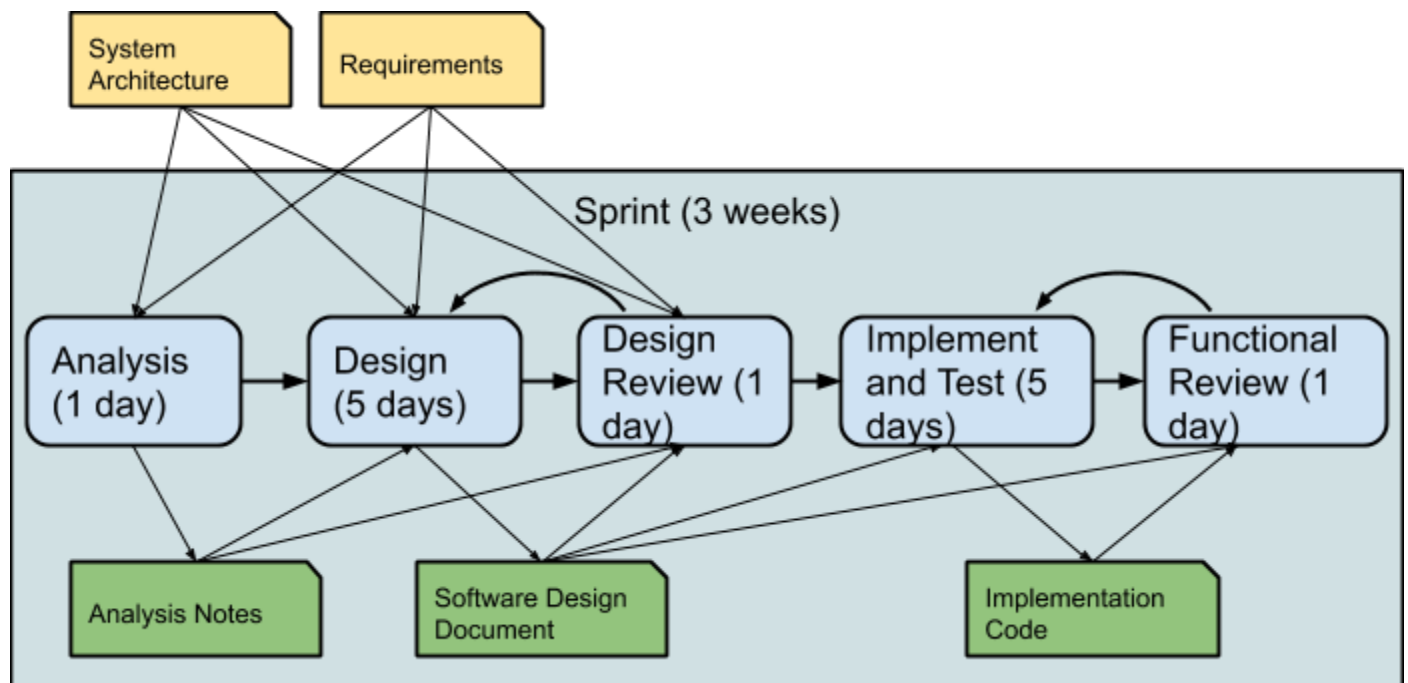 System
Architecture
Requirements
Sprint (3 weeks)
Analysis
(1 day)
Design
(5 days)
Design
Review (1
day)
Implement
and Test (5
days)
Functional
Review (1
day)
Analysis Notes
Software Design
Document
Implementation
Code